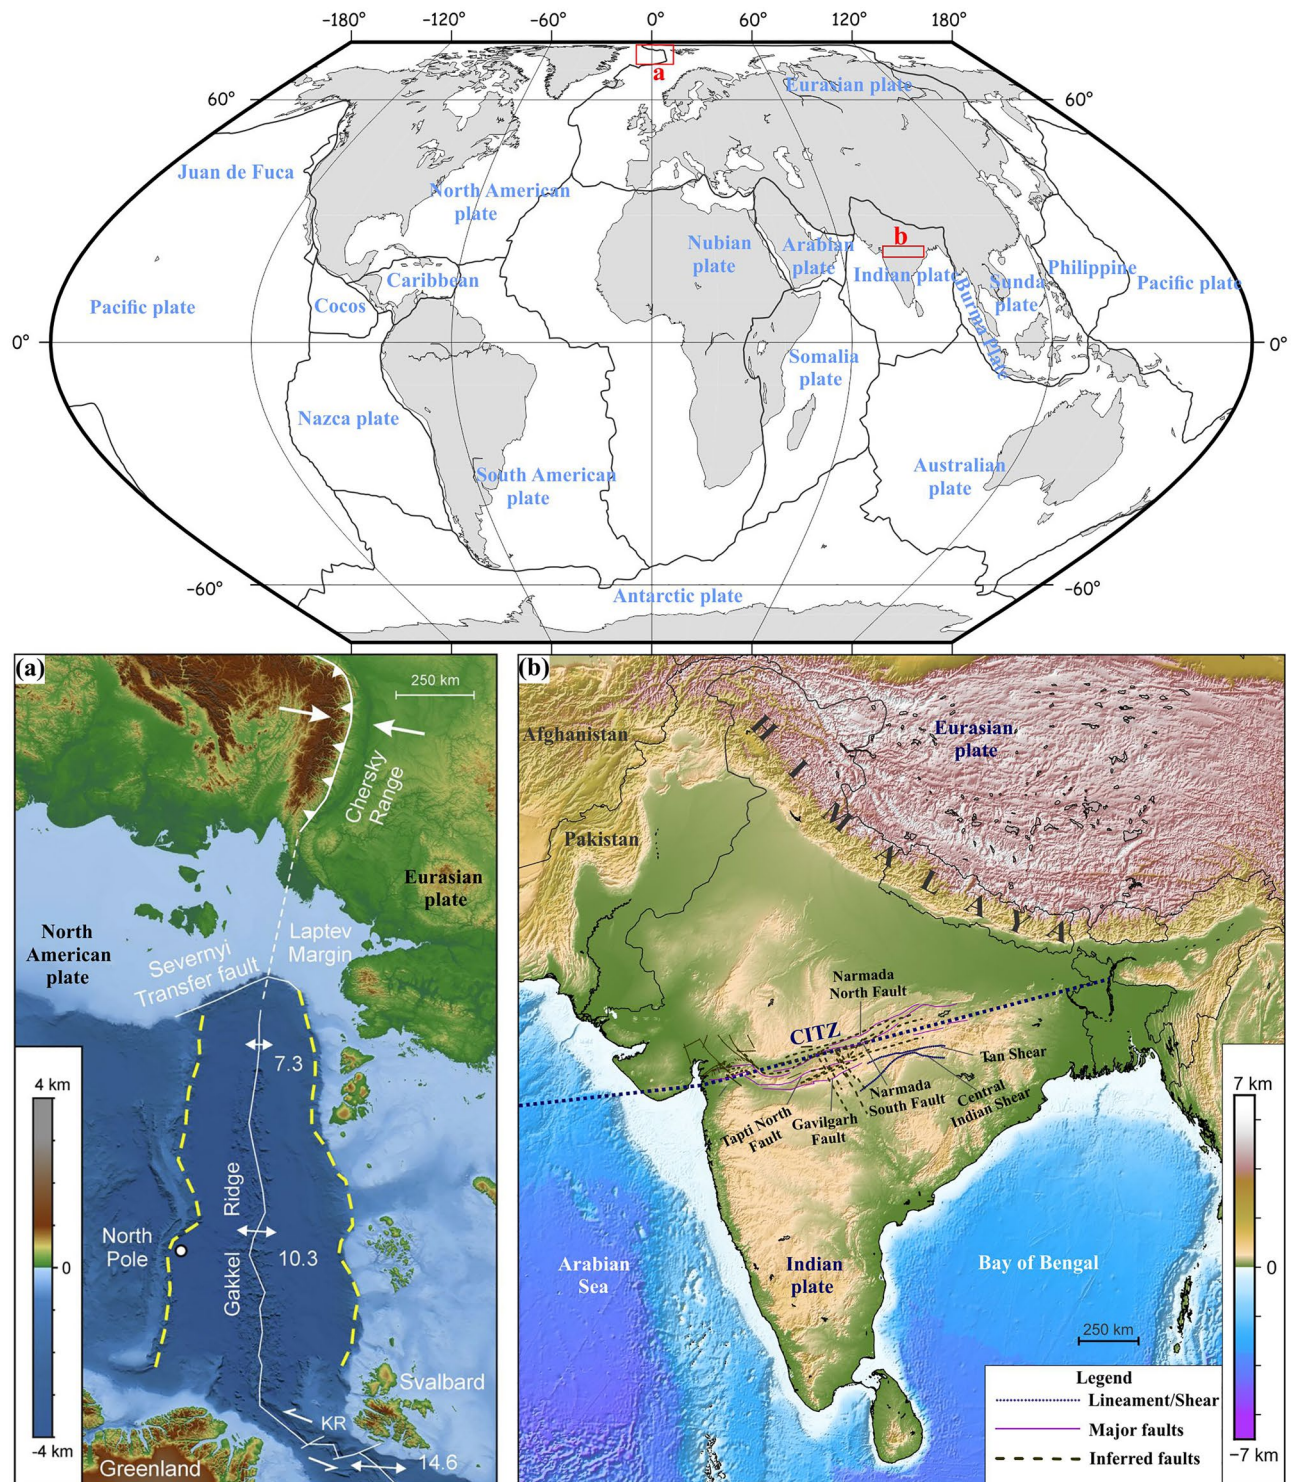 -180° -120° -60° 0° 60° 120° 180°
a
Eurasian plate
60° 60°
Juan de Fuca
North American
plate
Nubian
plate
Arabian
plate
b
Indian plate
Philippine
Pacific plate
Sunda
plate
Burma Plate
Caribbean
Cocos
Pacific plate
0° 0°
Somalia
plate
Nazca plate
South American
plate
Australian
plate
-60° -60°
Antarctic plate
(a)
250 km
Chersky
Range
Eurasian
plate
North
American
plate
Laptev
Margin
Severnyi
Transfer fault
7.3
4 km
0
-4 km
North
Pole
Gakkel Ridge
10.3
Svalbard
KR
14.6
Greenland
(b)
Afghanistan
Eurasian
plate
HIMALAYA
Pakistan
Narmada
North Fault
CITZ
Tan Shear
Narmada
South Fault
Central
Indian Shear
Tapti North
Fault
Gavilgarh
Fault
7 km
0
−7 km
Arabian
Sea
Indian
plate
Bay of Bengal
250 km
Legend
Lineament/Shear
Major faults
Inferred faults